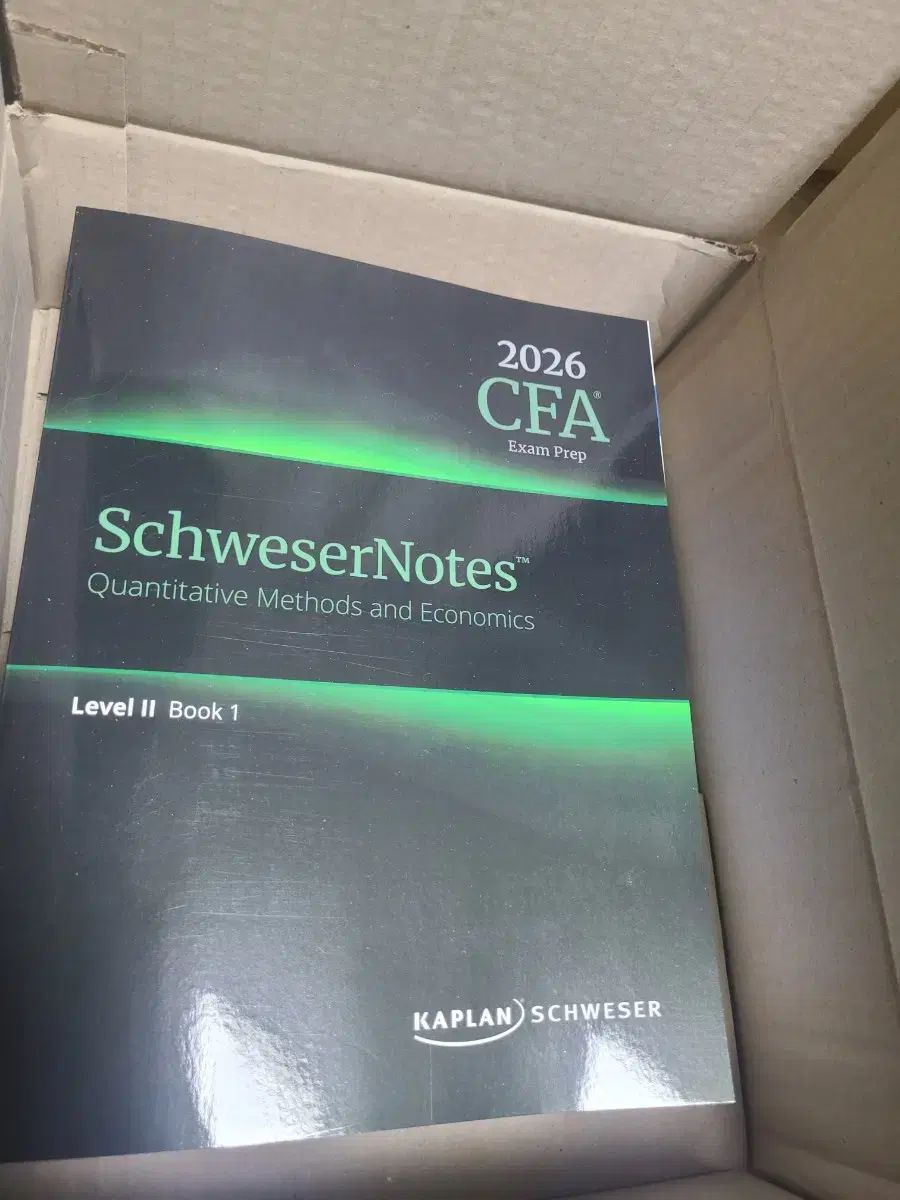 2026
CFA®
Exam Prep
SchweserNotes™
Quantitative Methods and Economics
Level II Book 1
KAPLAN SCHWESER